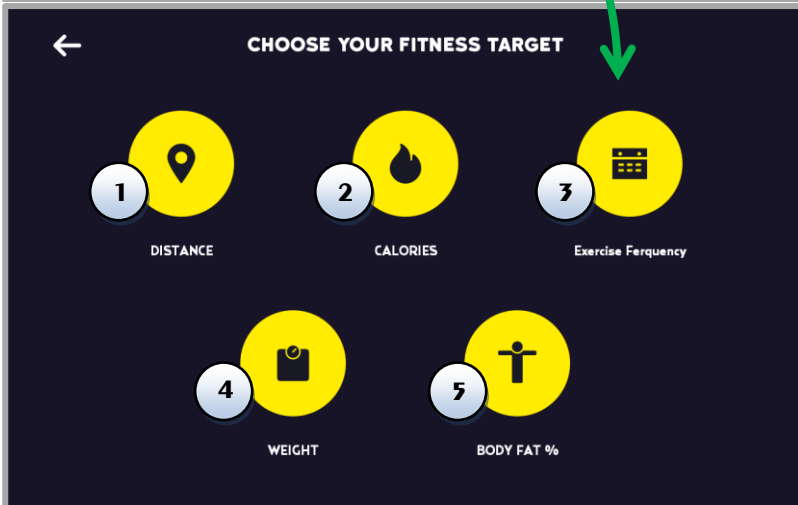 CHOOSE YOUR FITNESS TARGET
1 2 3
DISTANCE CALORIES Exercise Ferquency
4 5
WEIGHT BODY FAT %